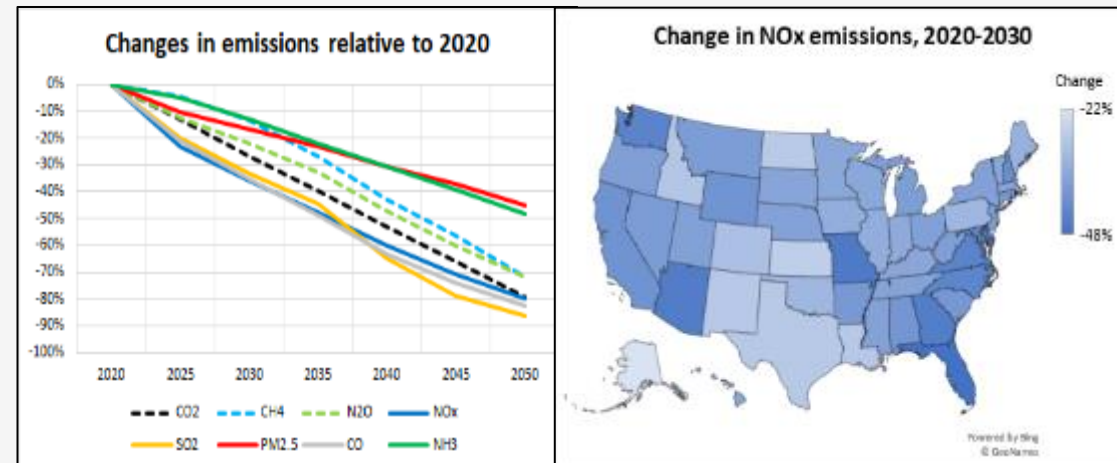 Changes in emissions relative to 2020
0%
-10%
-20%
-30%
-40%
-50%
-60%
-70%
-80%
-90%
-100%
2020 2025 2030 2035 2040 2045 2050
CO2 CH4 N2O NOx
SO2 PM2.5 CO NH3
Change in NOx emissions, 2020-2030
Change
-22%
-48%
Powered by Bing
© GeoNames